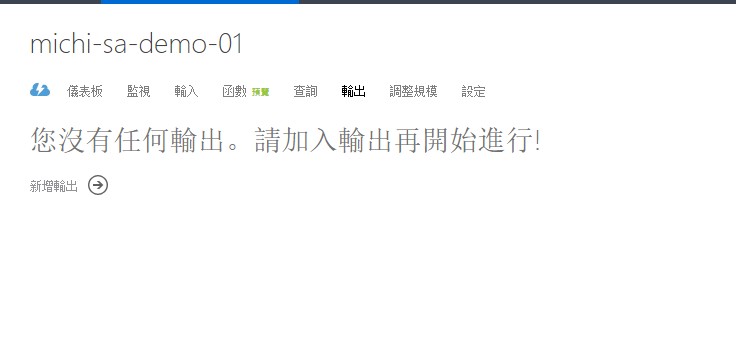 michi-sa-demo-01
儀表板 監視 輸入 函數 預覽 查詢 輸出 調整規模 設定
您沒有任何輸出。請加入輸出再開始進行!
新增輸出